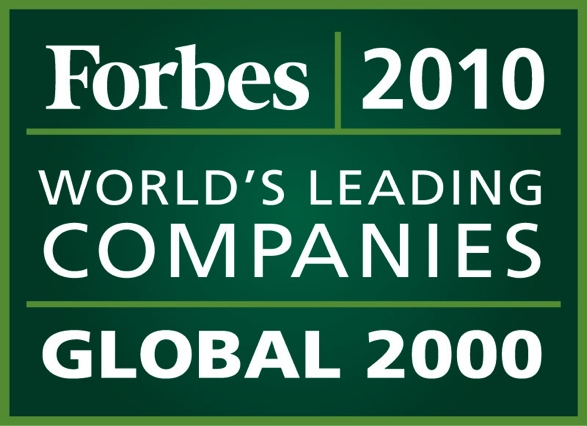 Forbes 2010
WORLD'S LEADING
COMPANIES
GLOBAL 2000